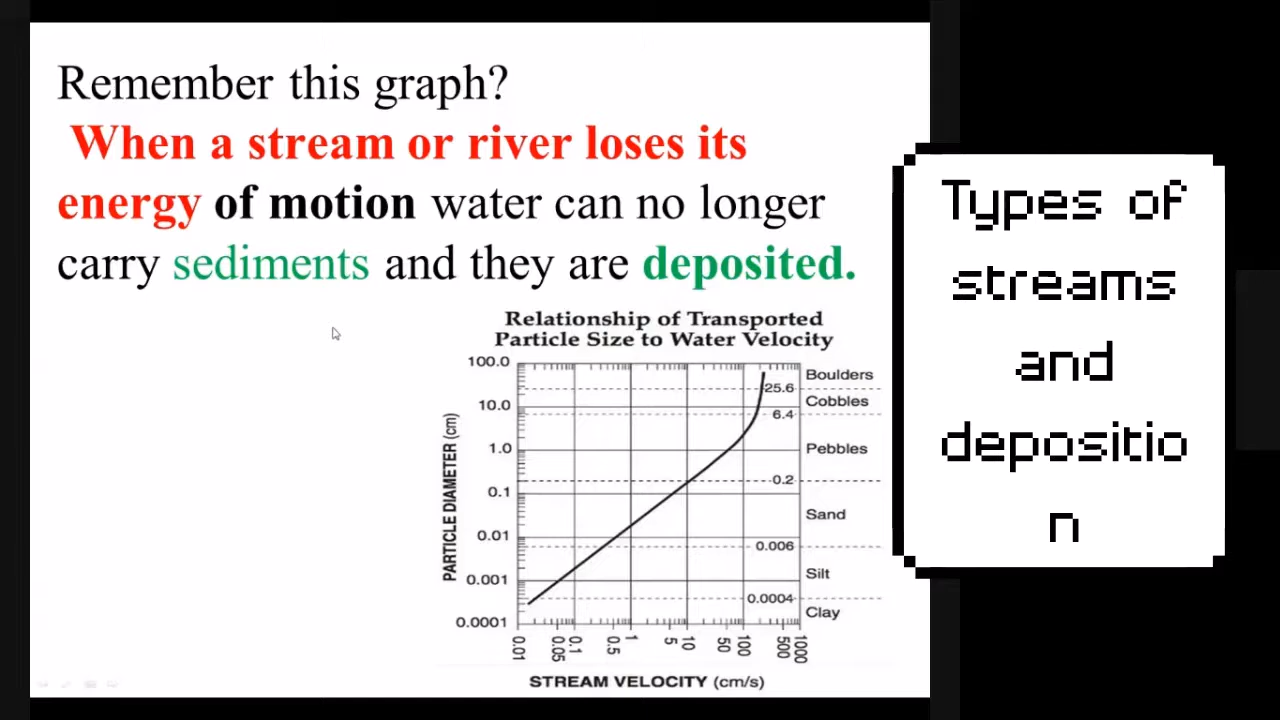 Remember this graph?
When a stream or river loses its
energy of motion water can no longer
carry sediments and they are deposited.
Relationship of Transported
Particle Size to Water Velocity
PARTICLE DIAMETER (cm)
100.0
10.0
1.0
0.1
0.01
0.001
0.0001
25.6
6.4
0.2
0.006
0.0004
Boulders
Cobbles
Pebbles
Sand
Silt
Clay
0.01
0.05
0.1
0.5
1
5
10
50
100
500
1000
STREAM VELOCITY (cm/s)
Types of
streams
and
depositio
n